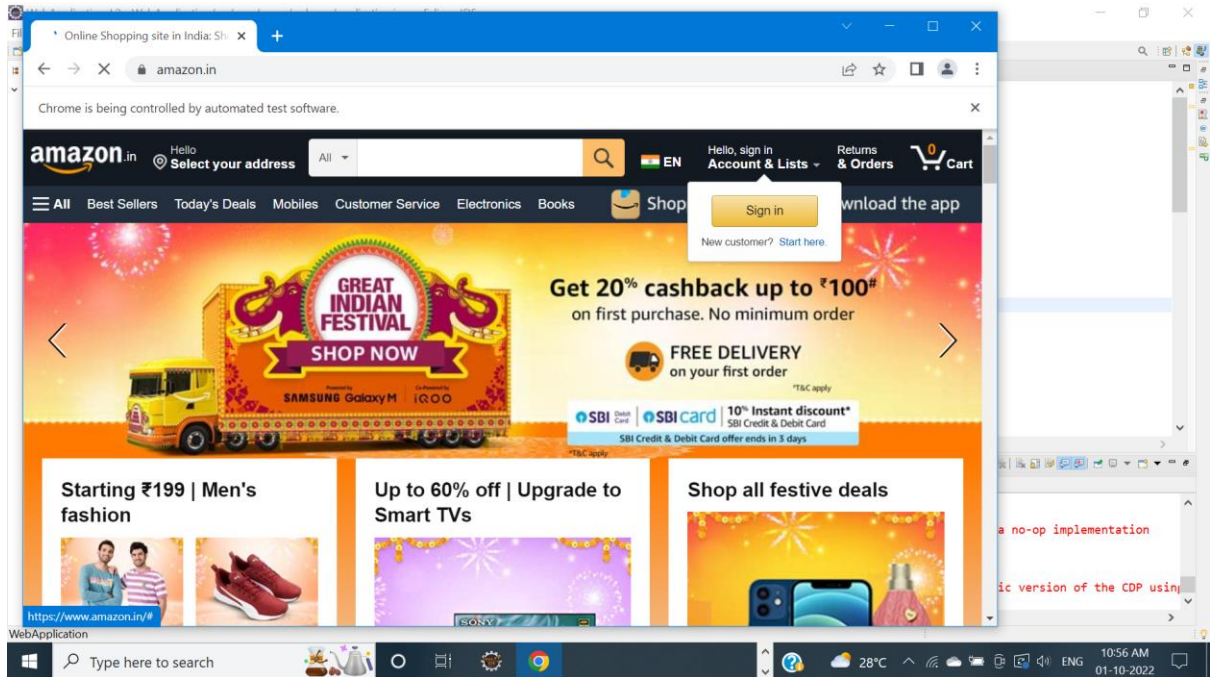 Online Shopping site in India: Sh
amazon.in
Chrome is being controlled by automated test software.
amazon.in
Hello
Select your address
All
EN
Hello, sign in
Account & Lists
Returns
& Orders
0
Cart
All Best Sellers Today's Deals Mobiles Customer Service Electronics Books
Shop
wnload the app
Sign in
New customer? Start here.
GREAT
INDIAN
FESTIVAL
SHOP NOW
SAMSUNG Galaxy M
iQOO
Get 20% cashback up to ₹100#
on first purchase. No minimum order
FREE DELIVERY
on your first order
*T&C apply
SBI Debit Card
SBI card
10% Instant discount*
SBI Credit & Debit Card
SBI Credit & Debit Card offer ends in 3 days
*T&C apply
Starting ₹199 | Men's
fashion
Up to 60% off | Upgrade to
Smart TVs
Shop all festive deals
SONY
a no-op implementation
ic version of the CDP using
https://www.amazon.in/#
WebApplication
Type here to search
28°C
ENG
10:56 AM
01-10-2022